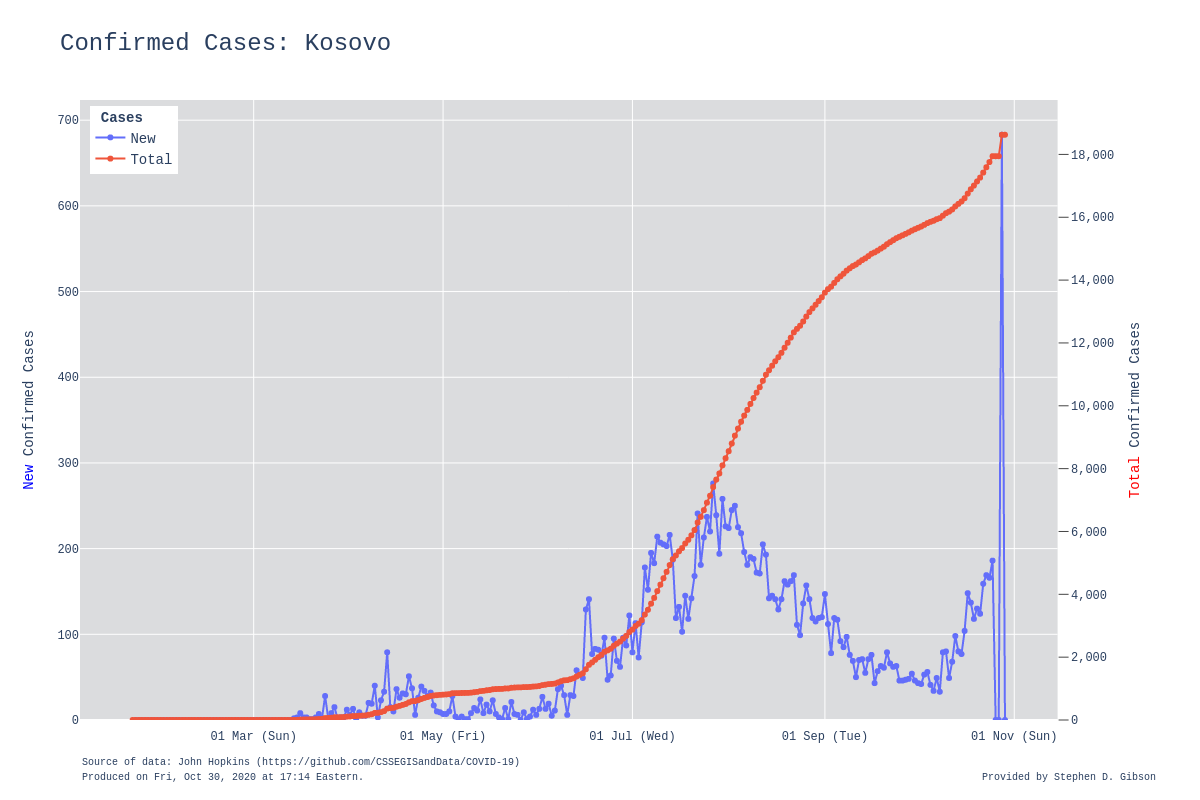 Confirmed Cases: Kosovo
Cases
New
Total
700
600
500
400
300
200
100
0
New Confirmed Cases
18,000
16,000
14,000
12,000
10,000
8,000
6,000
4,000
2,000
0
Total Confirmed Cases
01 Mar (Sun) 01 May (Fri) 01 Jul (Wed) 01 Sep (Tue) 01 Nov (Sun)
Source of data: John Hopkins (https://github.com/CSSEGISandData/COVID-19)
Produced on Fri, Oct 30, 2020 at 17:14 Eastern.
Provided by Stephen D. Gibson